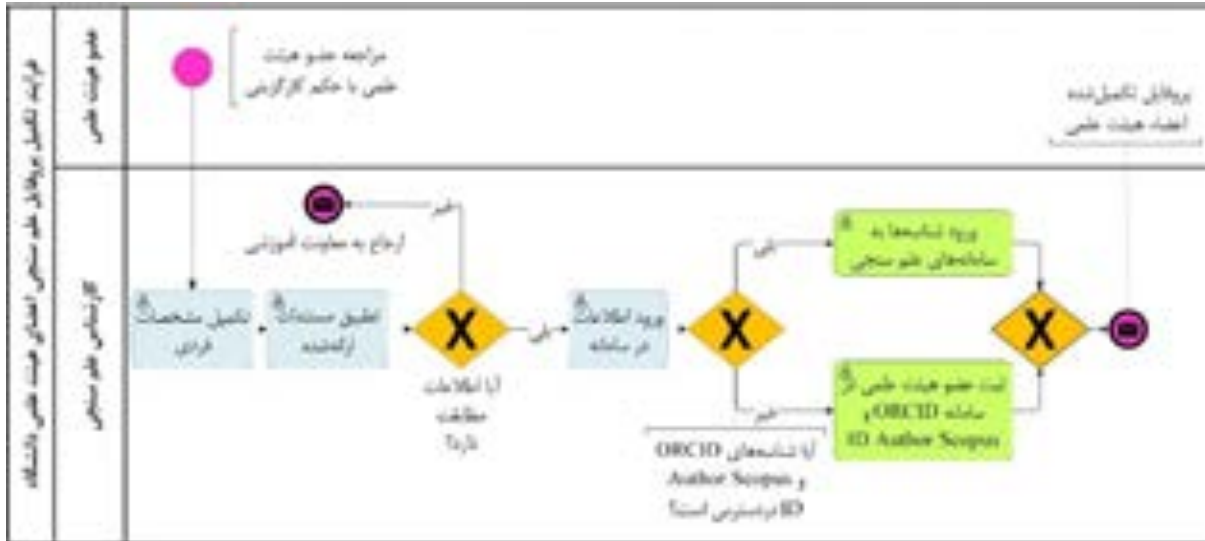 فرایند تکمیل پروفایل علم سنجی اعضای هیئت علمی دانشگاه
عضو هیئت علمی
مراجعه عضو هیئت
علمی با حکم کارگزینی
پروفایل تکمیل‌شده
اعضاء هیئت علمی
کارشناس علم سنجی
خیر
ارجاع به معاونت آموزشی
بلی
ورود شناسه‌ها به
سامانه‌های علم سنجی
تکمیل مشخصات
فردی
تطبیق مستندات
ارائه‌شده
بلی
ورود اطلاعات
در سامانه
آیا اطلاعات
مطابقت
دارد؟
خیر
ثبت عضو هیئت علمی در
سامانه ORCID و
ID Author Scopus
آیا شناسه‌های ORCID
و Author Scopus
ID دردسترس است؟